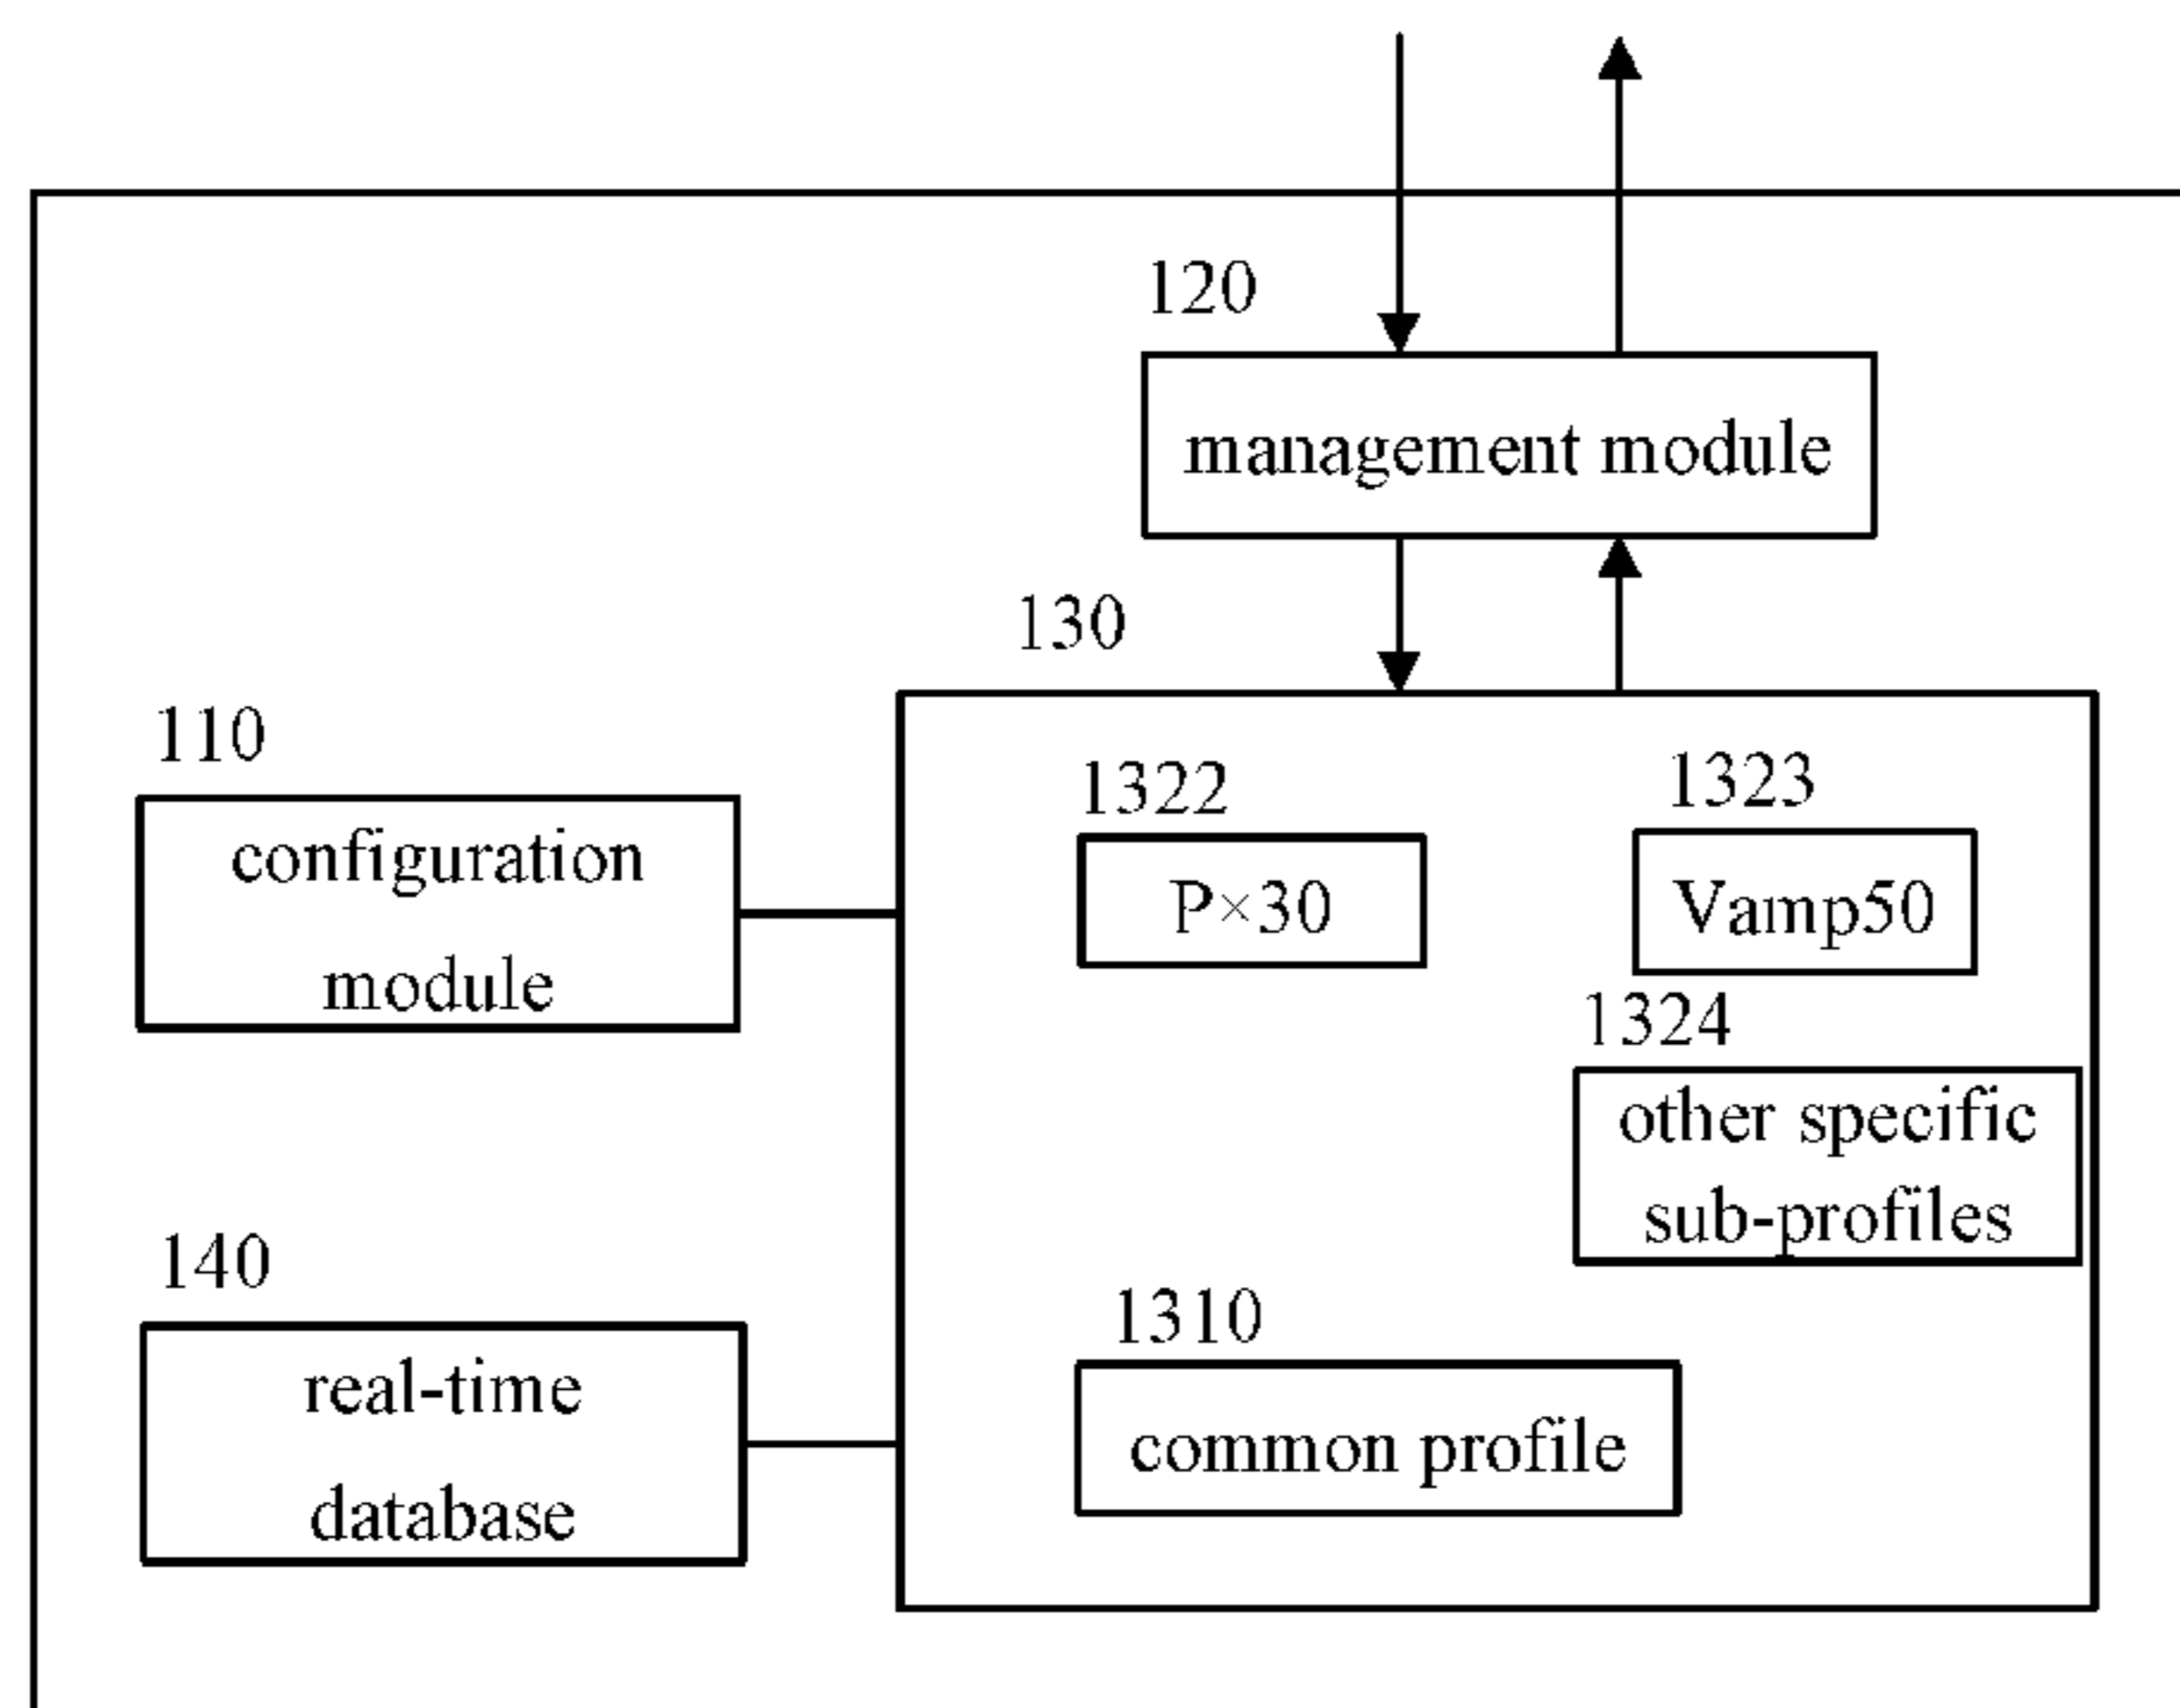 120
management module
130
110
configuration
module
1322
P×30
1323
Vamp50
1324
other specific
sub-profiles
140
real-time
database
1310
common profile